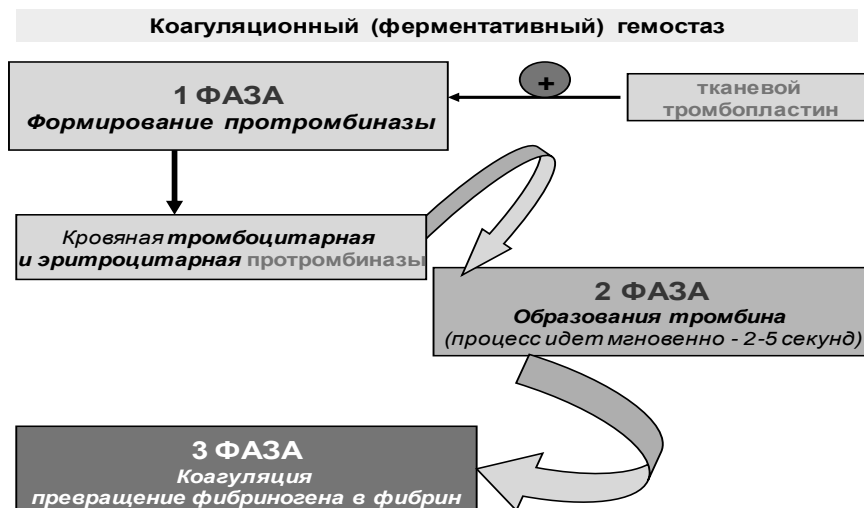 Коагуляционный (ферментативный) гемостаз
1 ФАЗА
Формирование протромбиназы
+
тканевой
тромбопластин
Кровяная тромбоцитарная
и эритроцитарная протромбиназы
2 ФАЗА
Образования тромбина
(процесс идет мгновенно - 2-5 секунд)
3 ФАЗА
Коагуляция
превращение фибриногена в фибрин